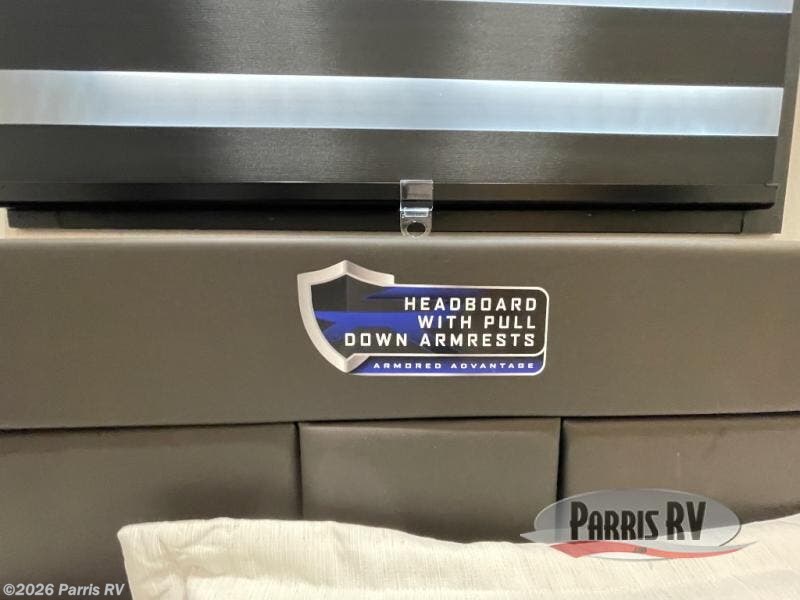 HEADBOARD
WITH PULL
DOWN ARMRESTS
ARMORED ADVANTAGE
PARRIS RV
©2026 Parris RV